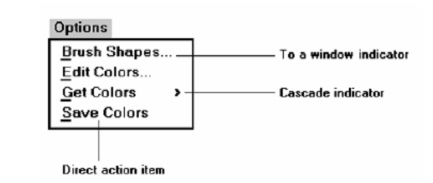 Options
Brush Shapes...
To a window indicator
Edit Colors...
Get Colors >
Cascade indicator
Save Colors
Direct action item